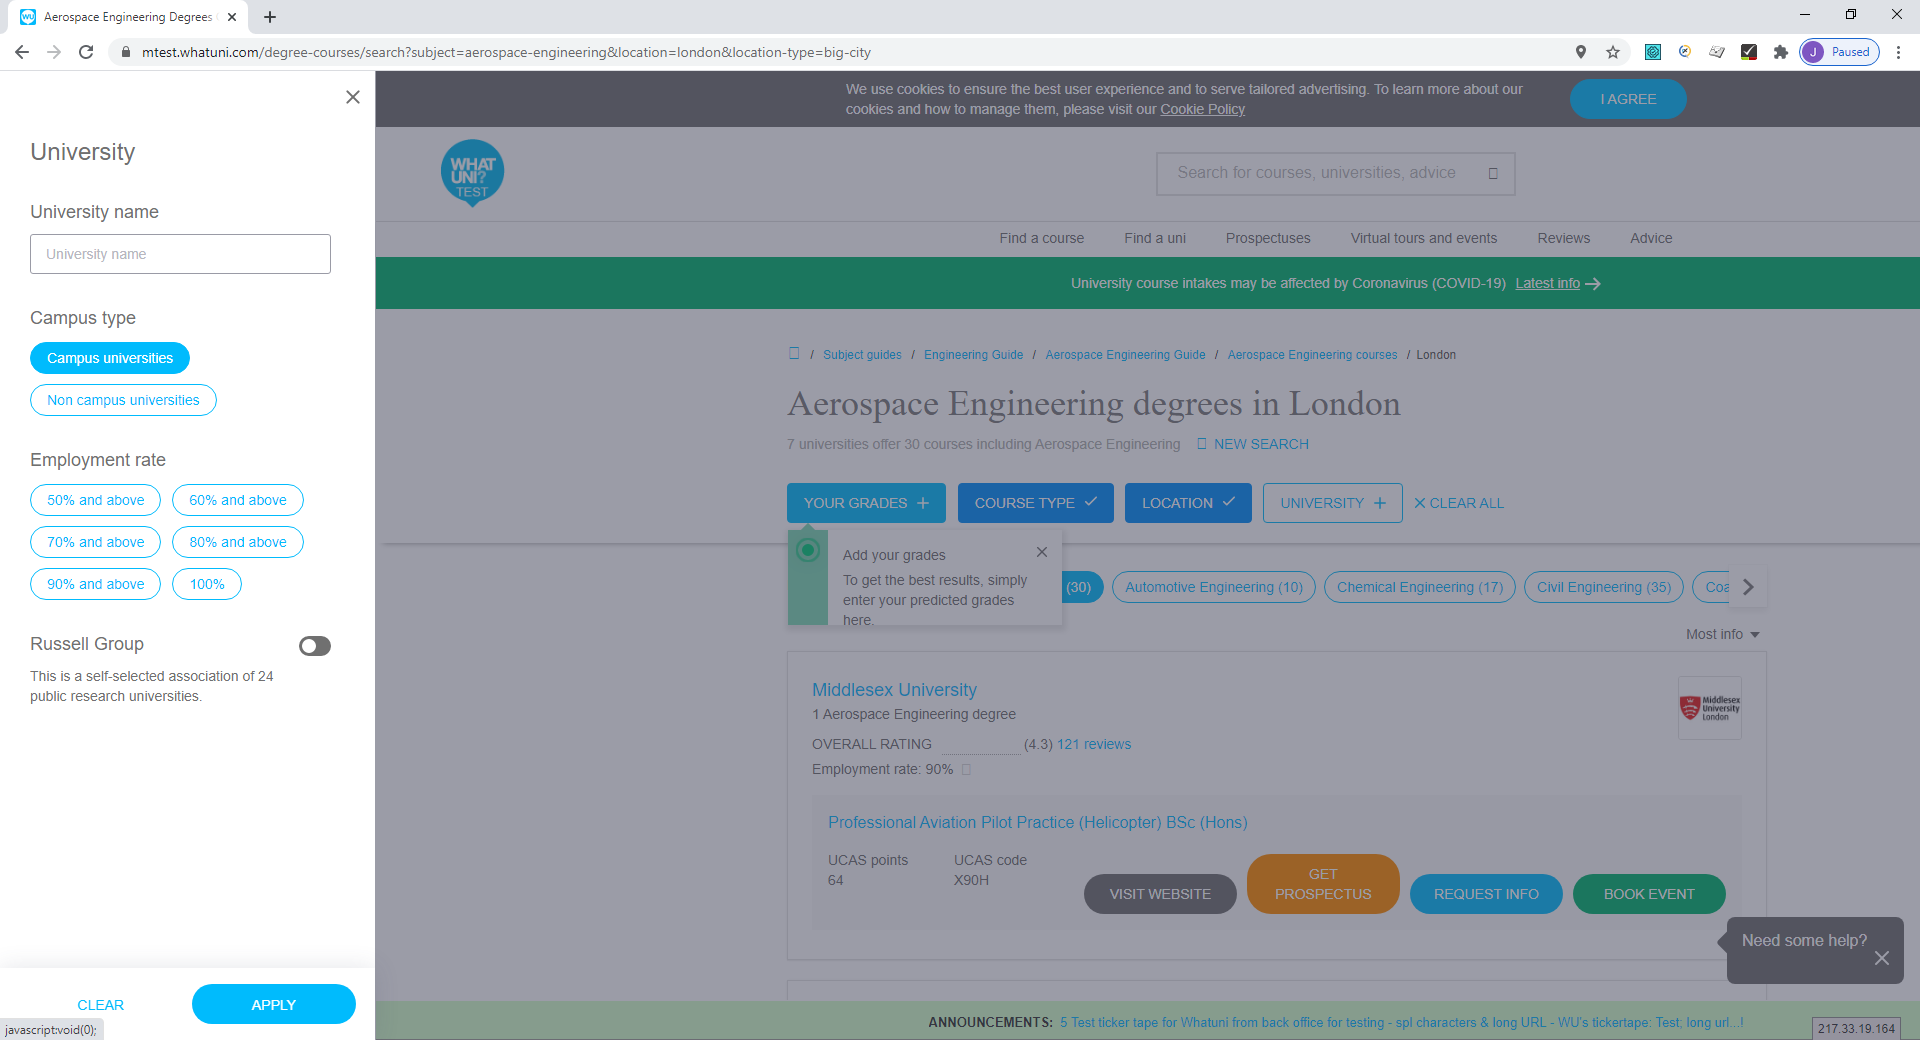 Aerospace Engineering Degrees
mtest.whatuni.com/degree-courses/search?subject=aerospace-engineering&location=london&location-type=big-city
J Paused
We use cookies to ensure the best user experience and to serve tailored advertising. To learn more about our
cookies and how to manage them, please visit our Cookie Policy
I AGREE
University
WHAT
UNI?
TEST
Search for courses, universities, advice
University name
University name
Find a course Find a uni Prospectuses Virtual tours and events Reviews Advice
University course intakes may be affected by Coronavirus (COVID-19) Latest info
Campus type
Campus universities
Non campus universities
/ Subject guides / Engineering Guide / Aerospace Engineering Guide / Aerospace Engineering courses / London
Aerospace Engineering degrees in London
7 universities offer 30 courses including Aerospace Engineering NEW SEARCH
Employment rate
50% and above 60% and above
70% and above 80% and above
90% and above 100%
YOUR GRADES COURSE TYPE LOCATION UNIVERSITY CLEAR ALL
Add your grades
To get the best results, simply
enter your predicted grades
here.
(30) Automotive Engineering (10) Chemical Engineering (17) Civil Engineering (35) Coa
Most info
Russell Group
This is a self-selected association of 24
public research universities.
Middlesex University
1 Aerospace Engineering degree
OVERALL RATING (4.3) 121 reviews
Employment rate: 90%
Middlesex
University
London
Professional Aviation Pilot Practice (Helicopter) BSc (Hons)
UCAS points UCAS code
64 X90H
VISIT WEBSITE
GET
PROSPECTUS
REQUEST INFO
BOOK EVENT
Need some help?
CLEAR APPLY
javascript:void(0);
ANNOUNCEMENTS: 5 Test ticker tape for Whatuni from back office for testing - spl characters & long URL - WU's tickertape: Test; long url...!
217.33.19.164